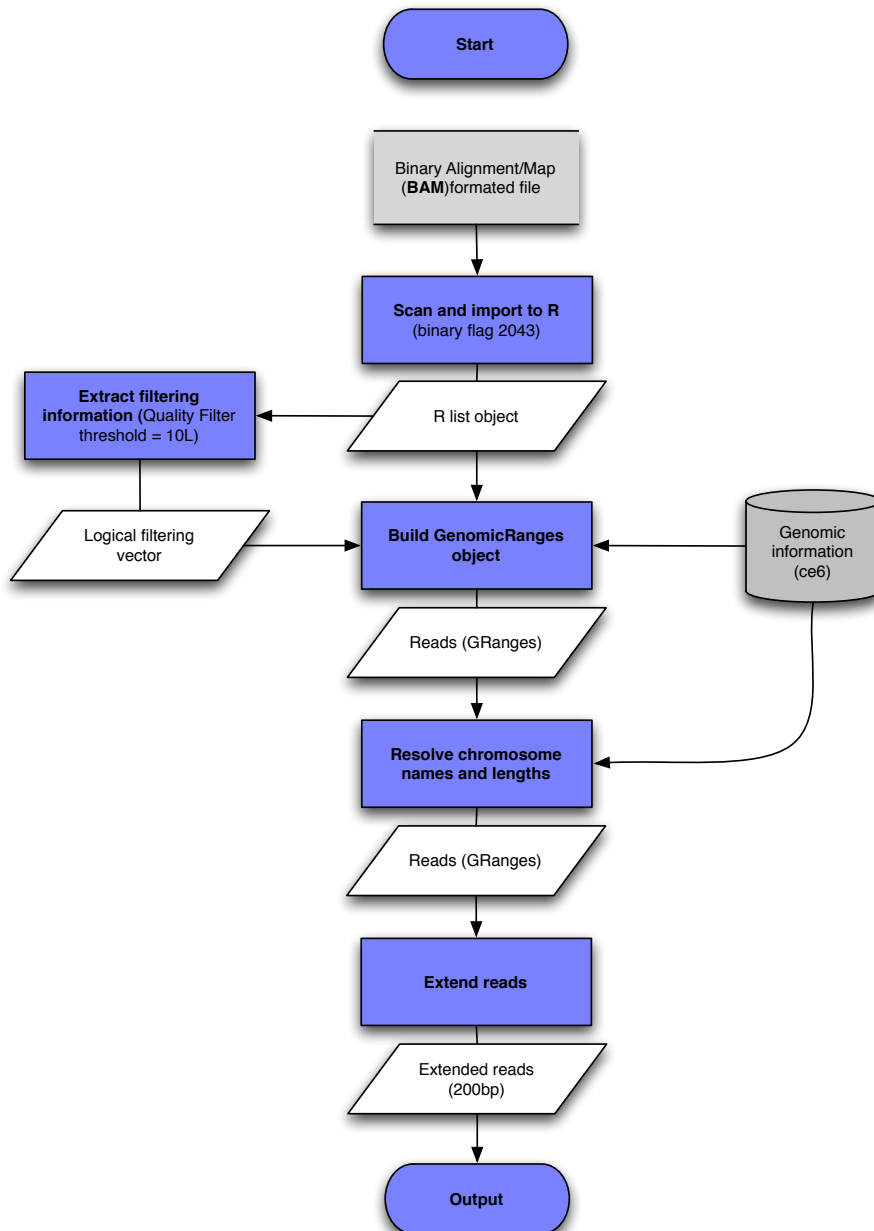 Start
Binary Alignment/Map
(BAM)formated file
Scan and import to R
(binary flag 2043)
Extract filtering
information (Quality Filter
threshold = 10L)
R list object
Logical filtering
vector
Build GenomicRanges
object
Genomic
information
(ce6)
Reads (GRanges)
Resolve chromosome
names and lengths
Reads (GRanges)
Extend reads
Extended reads
(200bp)
Output